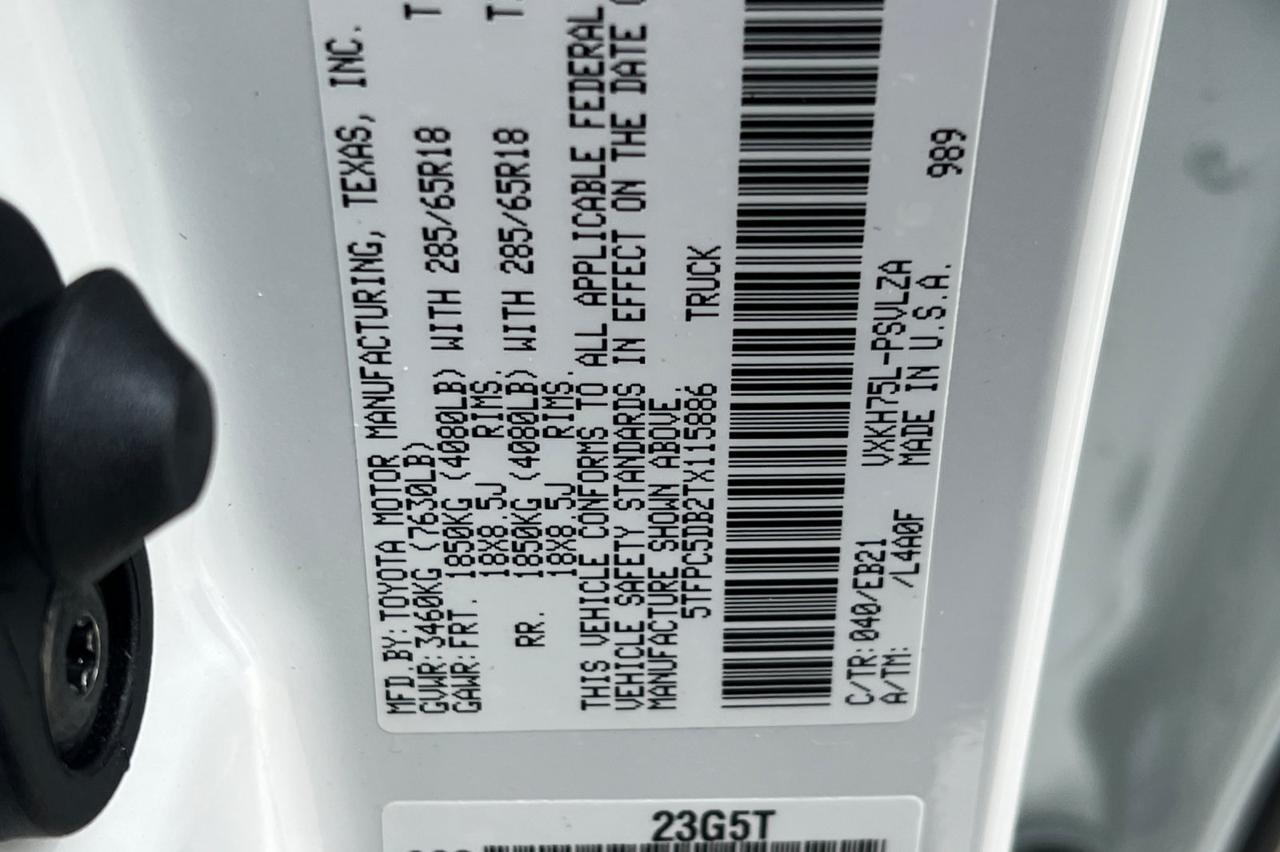 MFD.BY:TOYOTA MOTOR MANUFACTURING, TEXAS, INC.
GVWR:3460KG (7630LB)
GAWR:FRT. 1850KG (4080LB) WITH 285/65R18 T
18X8.5J RIMS,
RR. 1850KG (4080LB) WITH 285/65R18 T
18X8.5J RIMS,
THIS VEHICLE CONFORMS TO ALL APPLICABLE FEDERAL
VEHICLE SAFETY STANDARDS IN EFFECT ON THE DATE
MANUFACTURE SHOWN ABOVE.
5TFPC5DB2TX115886 TRUCK
C/TR:040/EB21 VXKH75L-PSVLZA
A/TM: /L4A0F MADE IN U.S.A.
989
23G5T